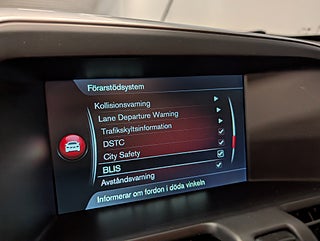 Förarstödsystem
Kollisionsvarning
Lane Departure Warning
Trafikskyltsinformation
DSTC
City Safety
BLIS
Avståndsvarning
Informerar om fordon i döda vinkeln